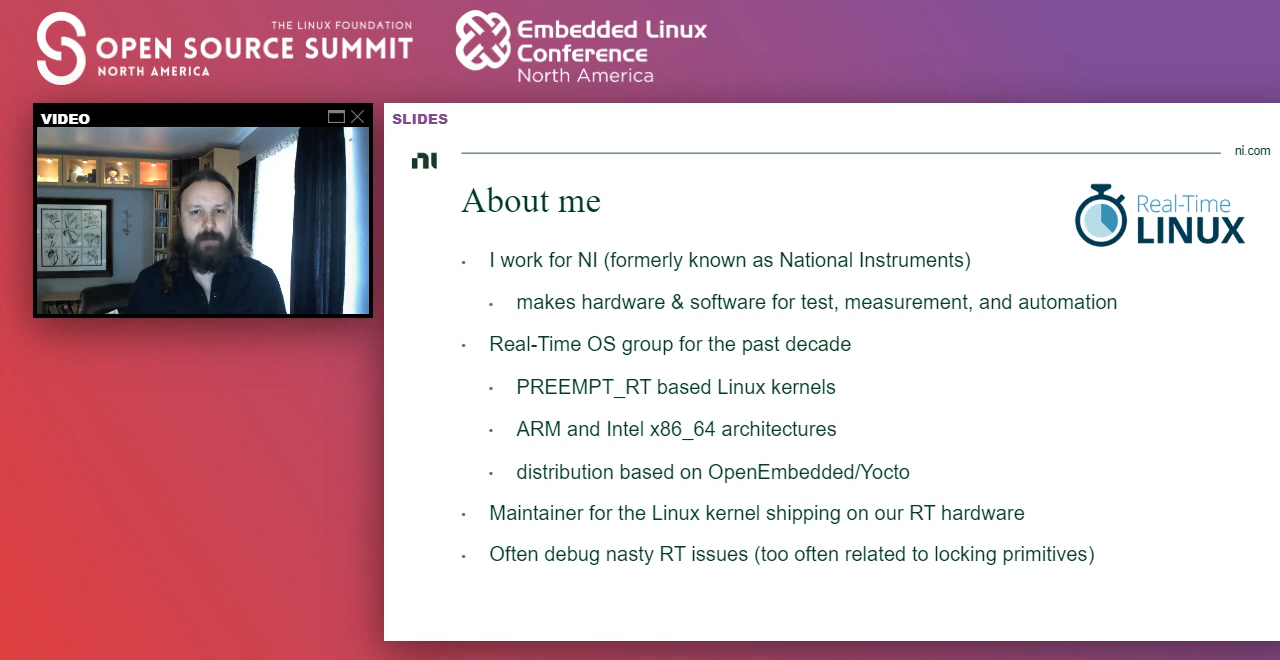 THE LINUX FOUNDATION
OPEN SOURCE SUMMIT
NORTH AMERICA
Embedded Linux
Conference
North America
VIDEO
SLIDES
ni
ni.com
About me
Real-Time
LINUX
· I work for NI (formerly known as National Instruments)
· makes hardware & software for test, measurement, and automation
· Real-Time OS group for the past decade
· PREEMPT_RT based Linux kernels
· ARM and Intel x86_64 architectures
· distribution based on OpenEmbedded/Yocto
· Maintainer for the Linux kernel shipping on our RT hardware
· Often debug nasty RT issues (too often related to locking primitives)